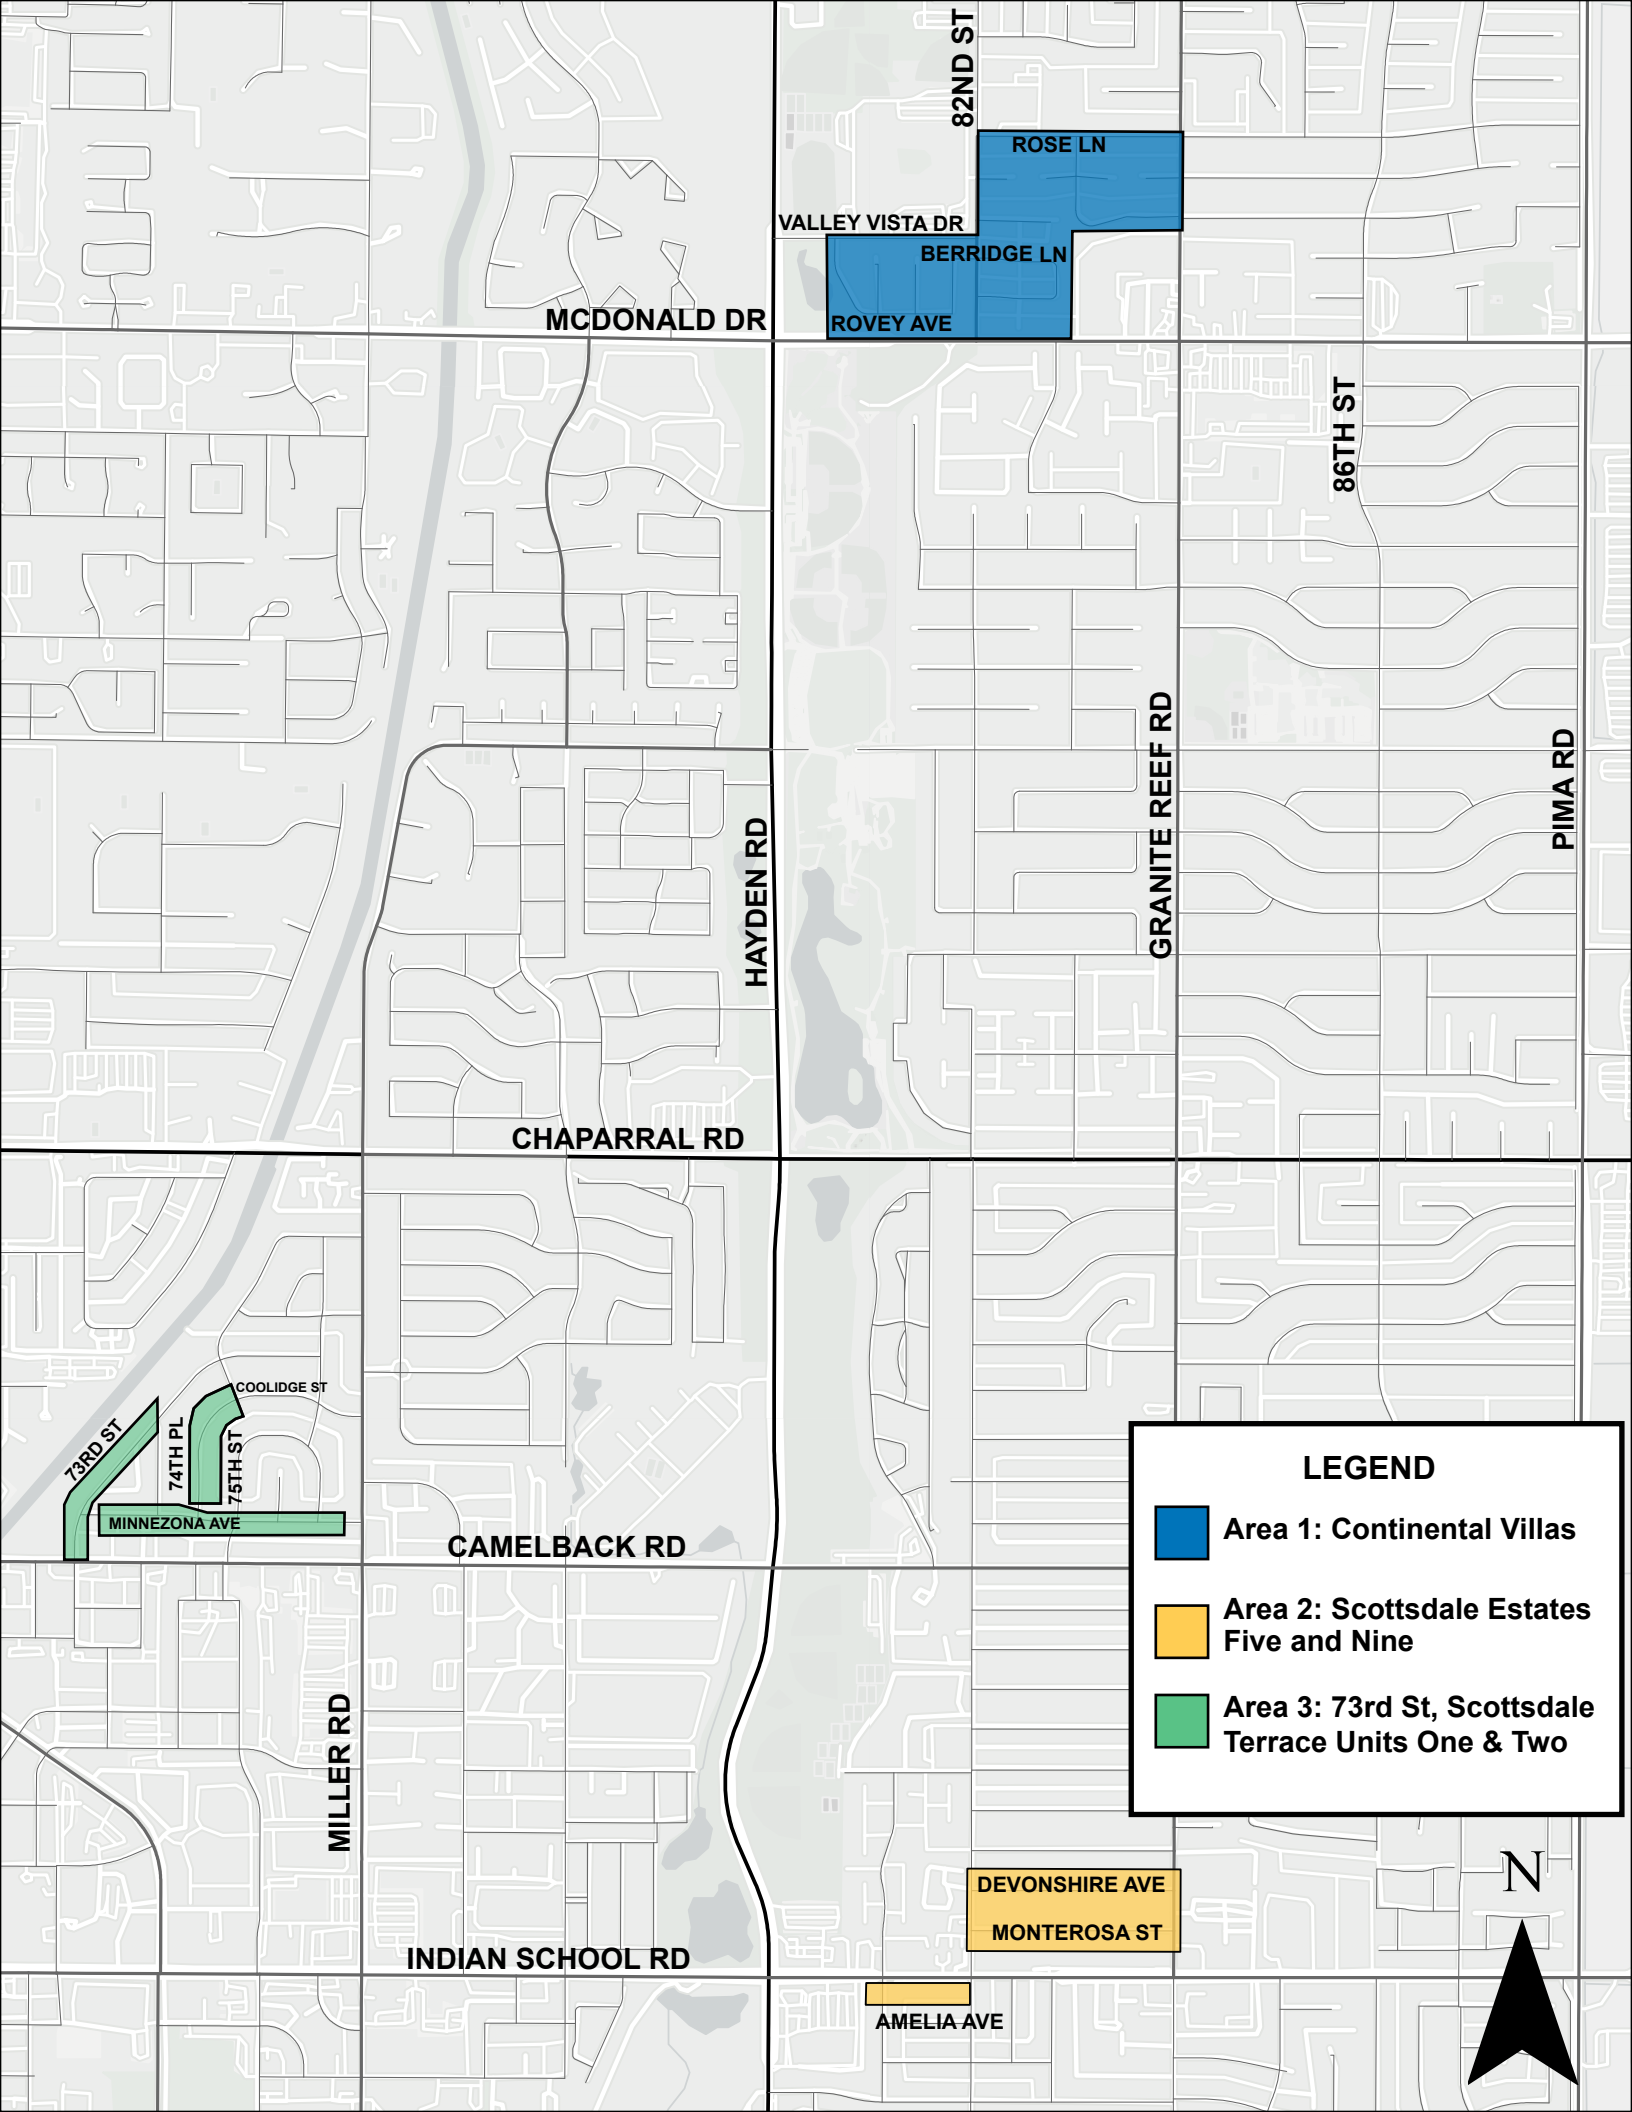 82ND ST
ROSE LN
VALLEY VISTA DR
BERRIDGE LN
MCDONALD DR
ROVEY AVE
86TH ST
GRANITE REEF RD
PIMA RD
HAYDEN RD
CHAPARRAL RD
COOLIDGE ST
73RD ST
74TH PL
75TH ST
MINNEZONA AVE
CAMELBACK RD
LEGEND
Area 1: Continental Villas
Area 2: Scottsdale Estates
Five and Nine
Area 3: 73rd St, Scottsdale
Terrace Units One & Two
MILLER RD
N
DEVONSHIRE AVE
MONTEROSA ST
INDIAN SCHOOL RD
AMELIA AVE